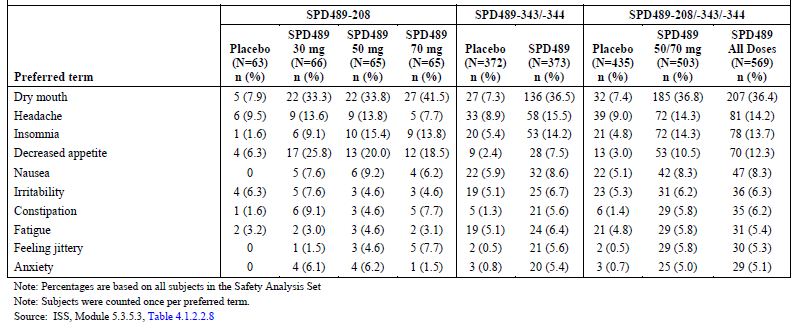 SPD489-208 SPD489-343/-344 SPD489-208/-343/-344
SPD489 SPD489 SPD489 SPD489 SPD489
Placebo 30 mg 50 mg 70 mg Placebo SPD489 Placebo 50/70 mg All Doses
(N=63) (N=66) (N=65) (N=65) (N=372) (N=373) (N=435) (N=503) (N=569)
Preferred term n (%) n (%) n (%) n (%) n (%) n (%) n (%) n (%) n (%)
Dry mouth 5 (7.9) 22 (33.3) 22 (33.8) 27 (41.5) 27 (7.3) 136 (36.5) 32 (7.4) 185 (36.8) 207 (36.4)
Headache 6 (9.5) 9 (13.6) 9 (13.8) 5 (7.7) 33 (8.9) 58 (15.5) 39 (9.0) 72 (14.3) 81 (14.2)
Insomnia 1 (1.6) 6 (9.1) 10 (15.4) 9 (13.8) 20 (5.4) 53 (14.2) 21 (4.8) 72 (14.3) 78 (13.7)
Decreased appetite 4 (6.3) 17 (25.8) 13 (20.0) 12 (18.5) 9 (2.4) 28 (7.5) 13 (3.0) 53 (10.5) 70 (12.3)
Nausea 0 5 (7.6) 6 (9.2) 4 (6.2) 22 (5.9) 32 (8.6) 22 (5.1) 42 (8.3) 47 (8.3)
Irritability 4 (6.3) 5 (7.6) 3 (4.6) 3 (4.6) 19 (5.1) 25 (6.7) 23 (5.3) 31 (6.2) 36 (6.3)
Constipation 1 (1.6) 6 (9.1) 3 (4.6) 5 (7.7) 5 (1.3) 21 (5.6) 6 (1.4) 29 (5.8) 35 (6.2)
Fatigue 2 (3.2) 2 (3.0) 3 (4.6) 2 (3.1) 19 (5.1) 24 (6.4) 21 (4.8) 29 (5.8) 31 (5.4)
Feeling jittery 0 1 (1.5) 3 (4.6) 5 (7.7) 2 (0.5) 21 (5.6) 2 (0.5) 29 (5.8) 30 (5.3)
Anxiety 0 4 (6.1) 4 (6.2) 1 (1.5) 3 (0.8) 20 (5.4) 3 (0.7) 25 (5.0) 29 (5.1)
Note: Percentages are based on all subjects in the Safety Analysis Set
Note: Subjects were counted once per preferred term.
Source: ISS, Module 5.3.5.3, Table 4.1.2.2.8